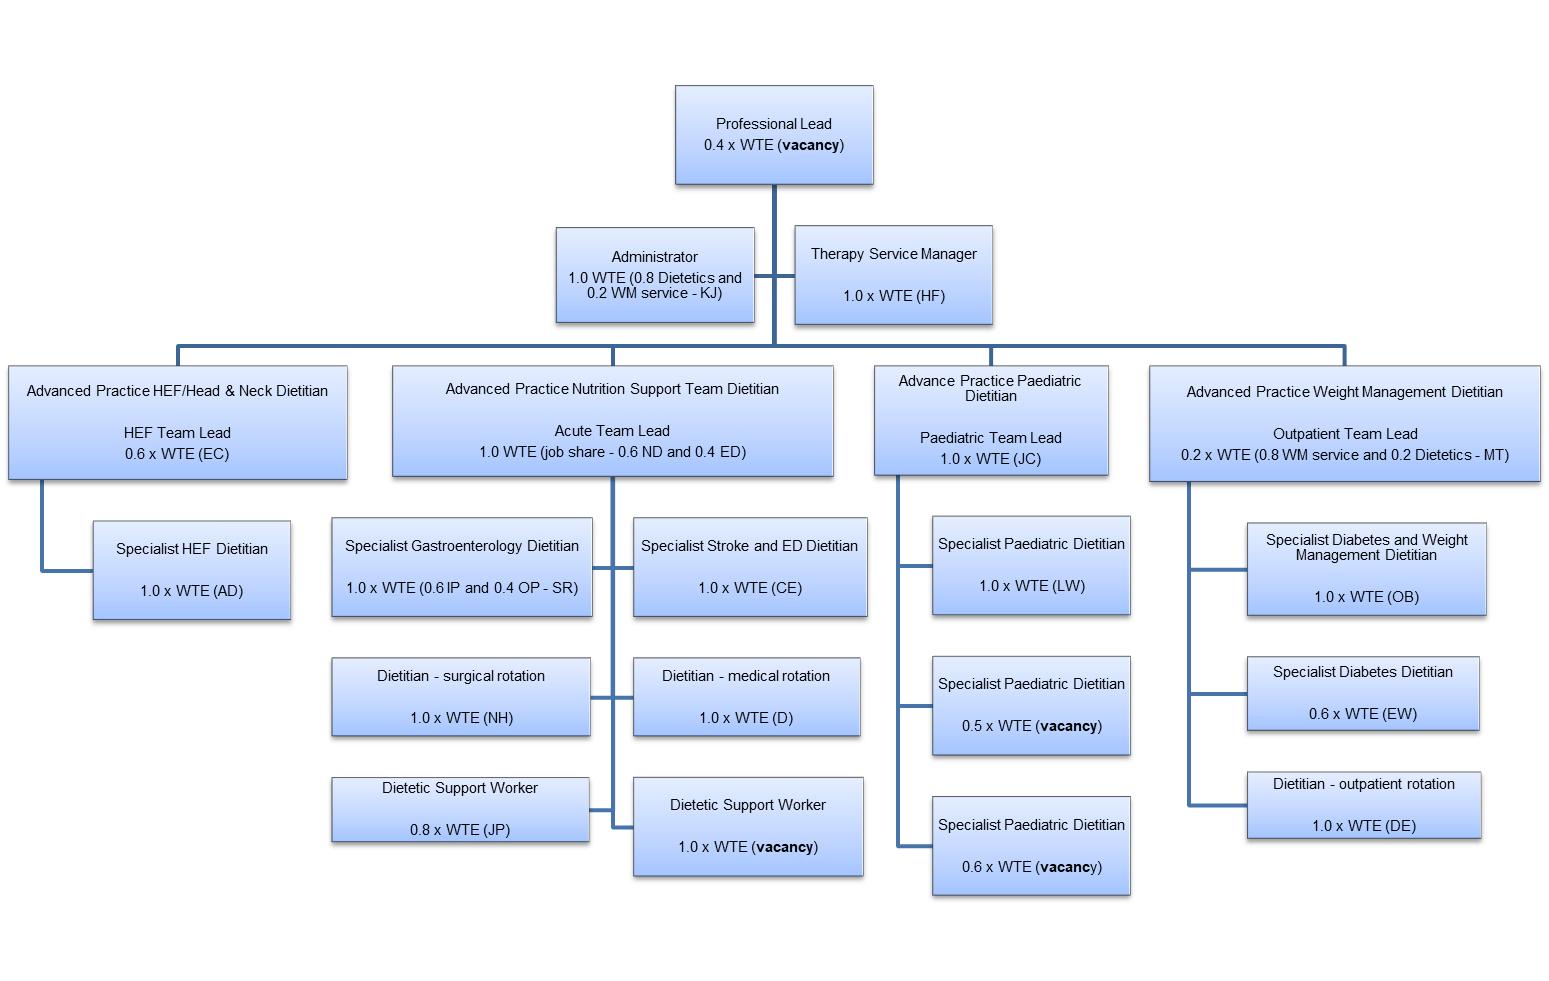 Professional Lead
0.4 x WTE (vacancy)
Administrator
1.0 WTE (0.8 Dietetics and
0.2 WM service - KJ)
Therapy Service Manager
1.0 x WTE (HF)
Advanced Practice HEF/Head & Neck Dietitian
HEF Team Lead
0.6 x WTE (EC)
Advanced Practice Nutrition Support Team Dietitian
Acute Team Lead
1.0 WTE (job share - 0.6 ND and 0.4 ED)
Advance Practice Paediatric
Dietitian
Paediatric Team Lead
1.0 x WTE (JC)
Advanced Practice Weight Management Dietitian
Outpatient Team Lead
0.2 x WTE (0.8 WM service and 0.2 Dietetics - MT)
Specialist HEF Dietitian
1.0 x WTE (AD)
Specialist Gastroenterology Dietitian
1.0 x WTE (0.6 IP and 0.4 OP - SR)
Specialist Stroke and ED Dietitian
1.0 x WTE (CE)
Dietitian - surgical rotation
1.0 x WTE (NH)
Dietitian - medical rotation
1.0 x WTE (D)
Dietetic Support Worker
0.8 x WTE (JP)
Dietetic Support Worker
1.0 x WTE (vacancy)
Specialist Paediatric Dietitian
1.0 x WTE (LW)
Specialist Paediatric Dietitian
0.5 x WTE (vacancy)
Specialist Paediatric Dietitian
0.6 x WTE (vacancy)
Specialist Diabetes and Weight
Management Dietitian
1.0 x WTE (OB)
Specialist Diabetes Dietitian
0.6 x WTE (EW)
Dietitian - outpatient rotation
1.0 x WTE (DE)